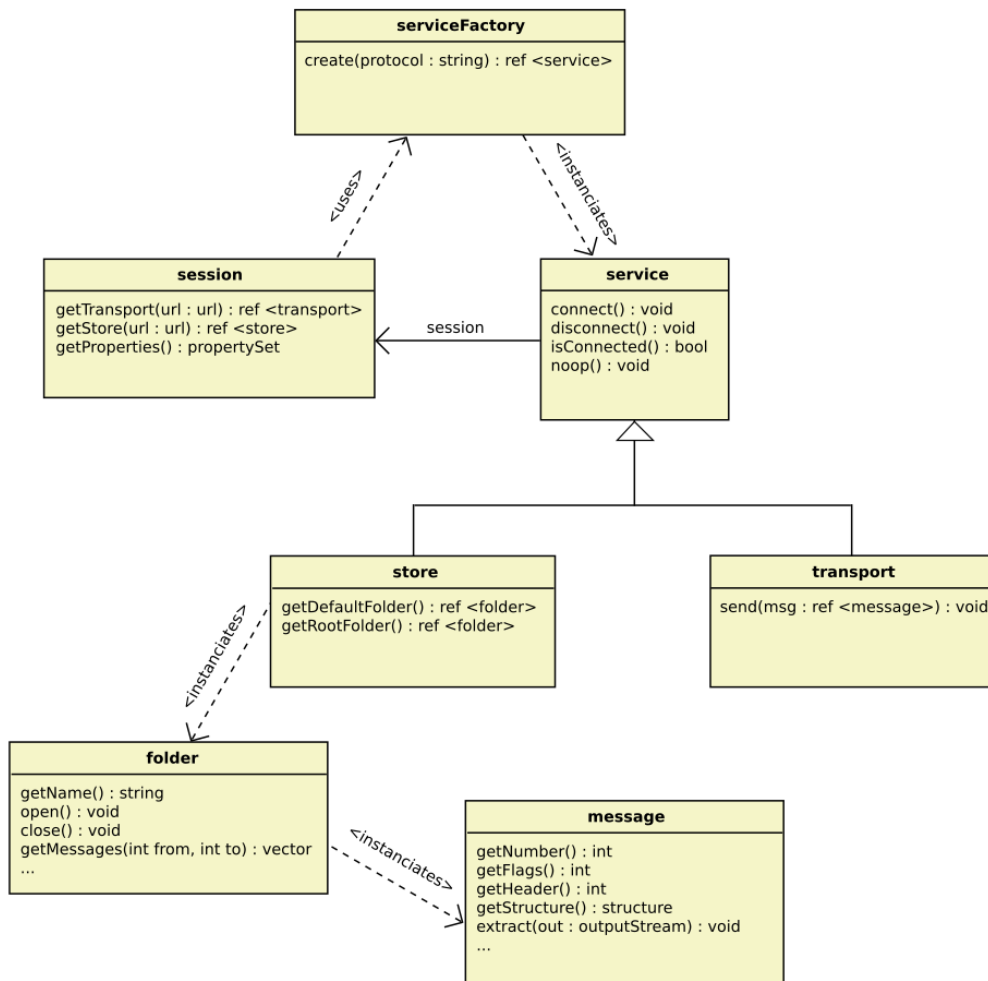 serviceFactory
create(protocol : string) : ref <service>
<uses>
<instanciates>
session
getTransport(url : url) : ref <transport>
getStore(url : url) : ref <store>
getProperties() : propertySet
session
service
connect() : void
disconnect() : void
isConnected() : bool
noop() : void
store
getDefaultFolder() : ref <folder>
getRootFolder() : ref <folder>
transport
send(msg : ref <message>) : void
<instanciates>
folder
getName() : string
open() : void
close() : void
getMessages(int from, int to) : vector
...
<instanciates>
message
getNumber() : int
getFlags() : int
getHeader() : int
getStructure() : structure
extract(out : outputStream) : void
...